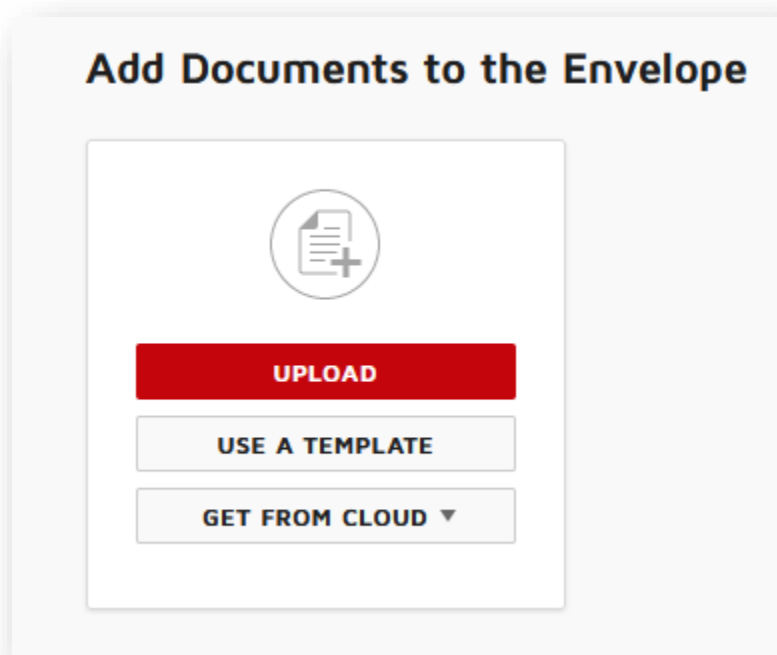 Add Documents to the Envelope
UPLOAD
USE A TEMPLATE
GET FROM CLOUD